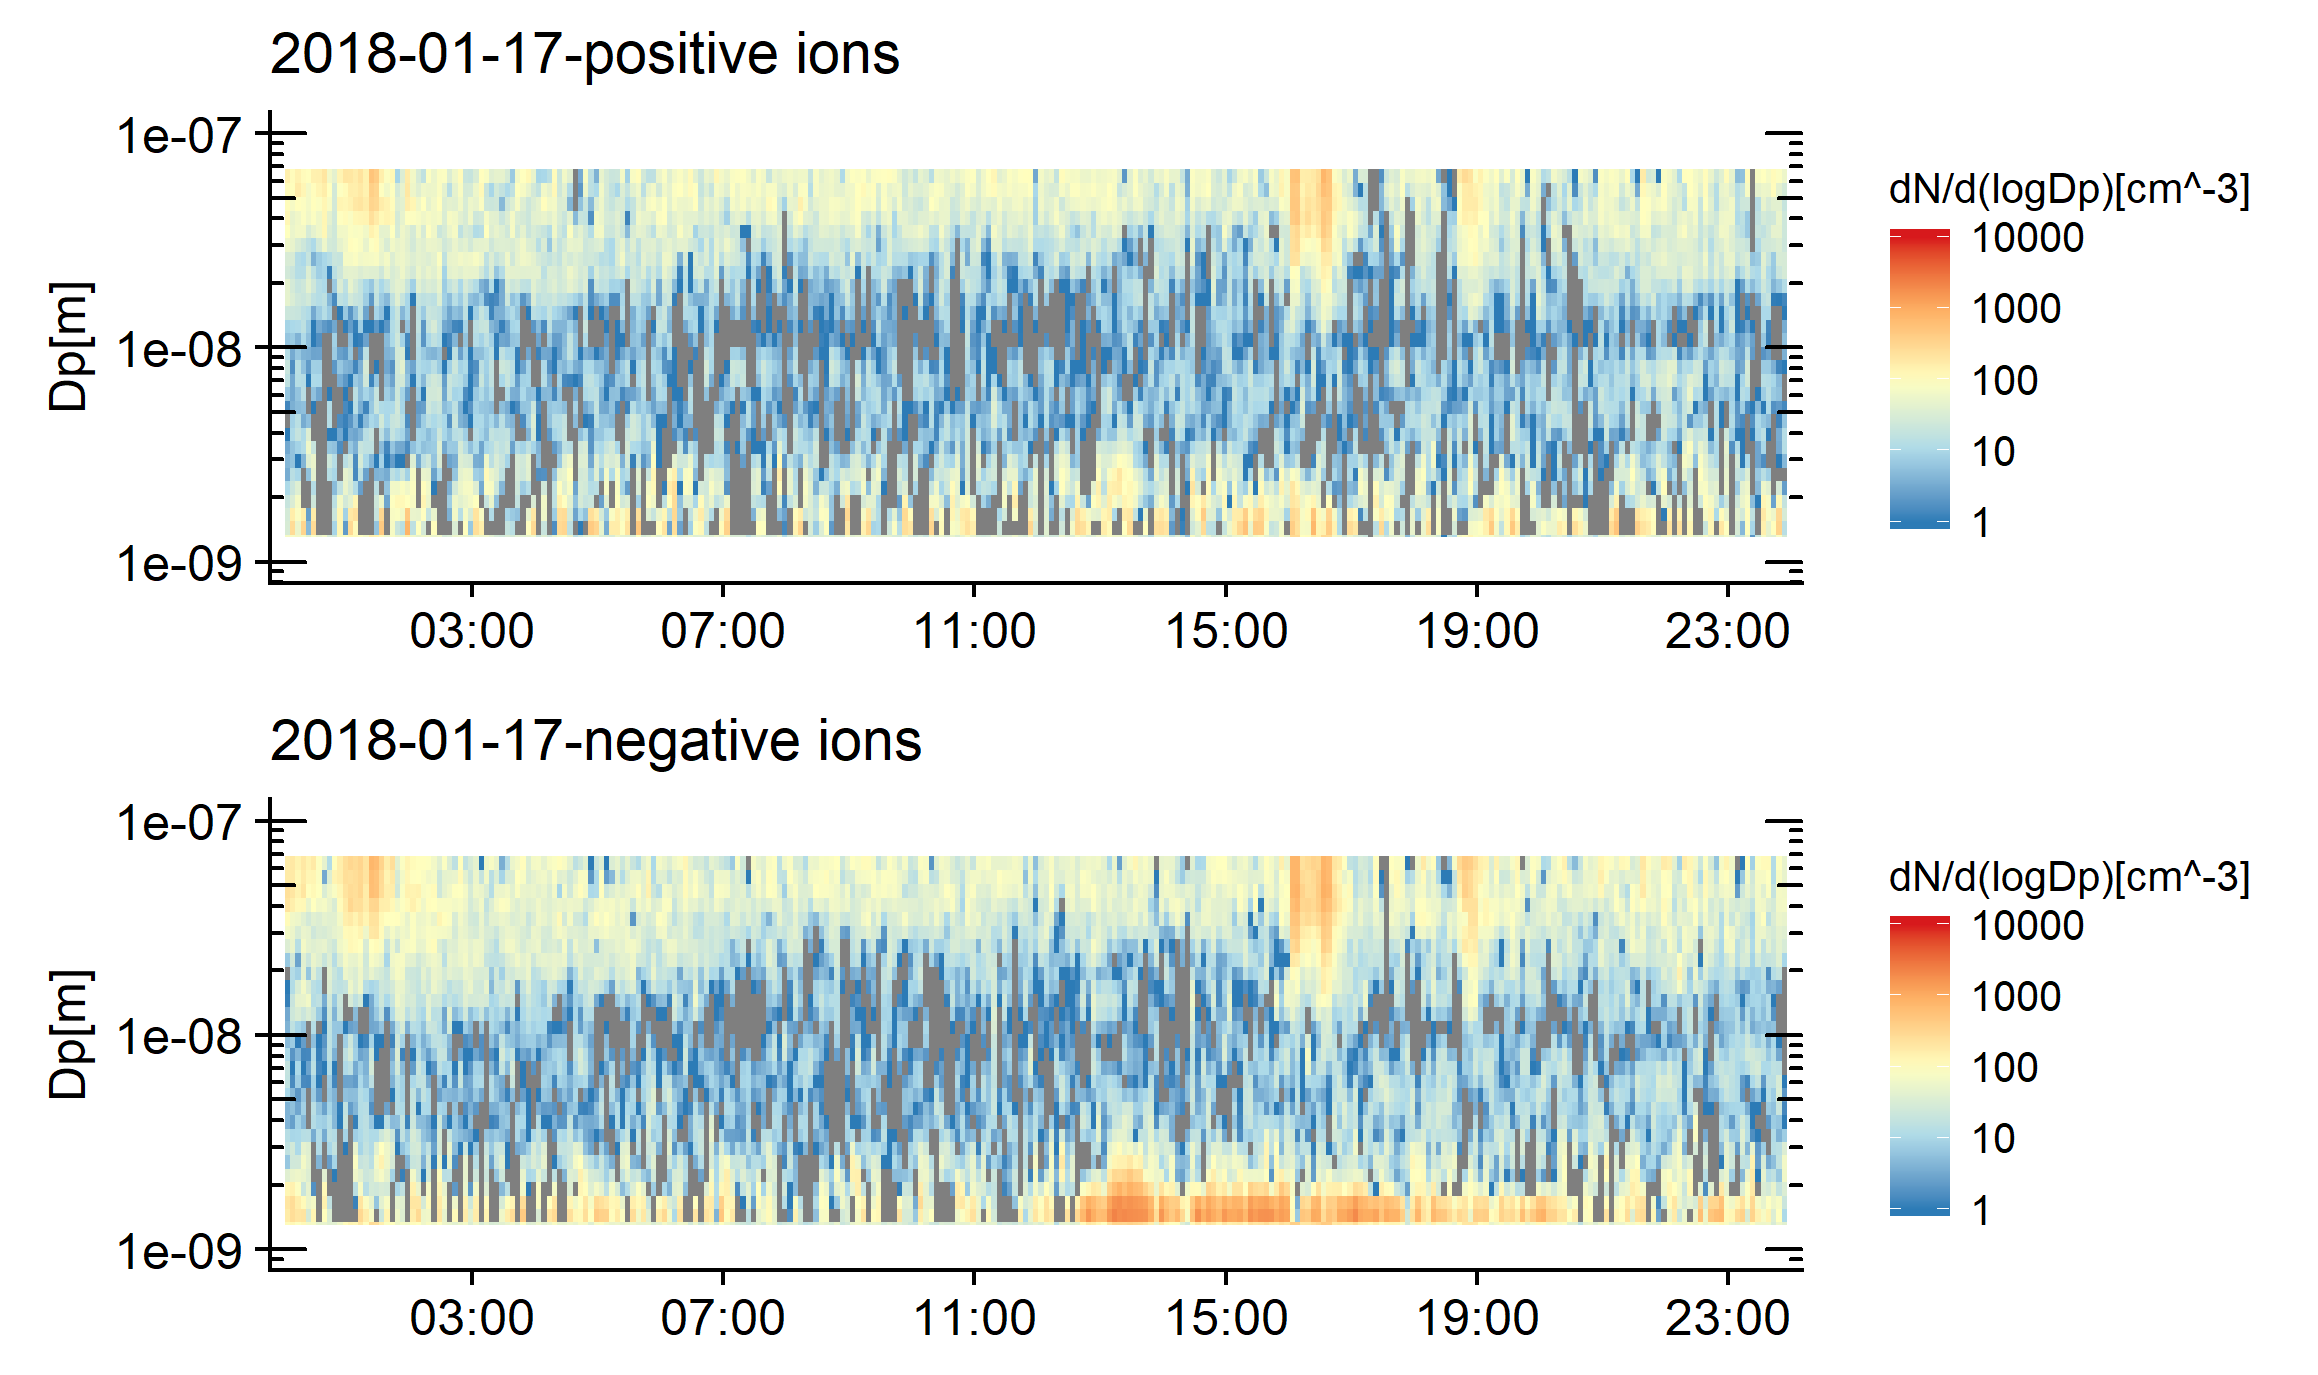 2018-01-17-positive ions
1e-07
1e-08
1e-09
Dp[m]
03:00 07:00 11:00 15:00 19:00 23:00
dN/d(logDp)[cm^-3]
10000
1000
100
10
1
2018-01-17-negative ions
1e-07
1e-08
1e-09
Dp[m]
03:00 07:00 11:00 15:00 19:00 23:00
dN/d(logDp)[cm^-3]
10000
1000
100
10
1